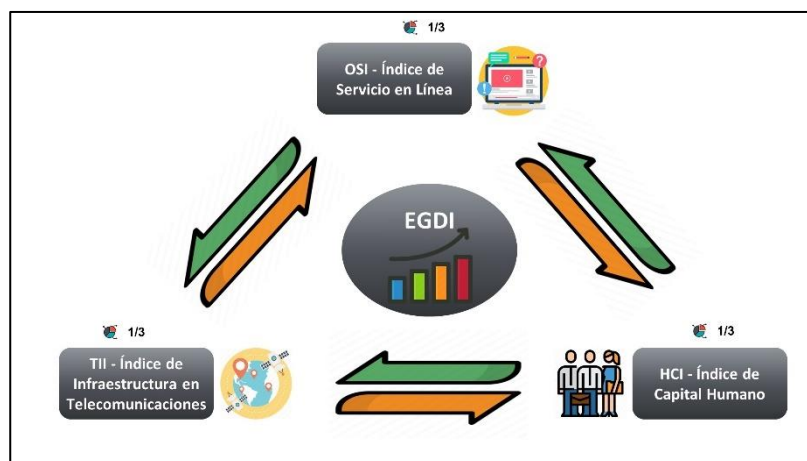 1/3
OSI - Índice de
Servicio en Línea
EGDI
1/3
TII - Índice de
Infraestructura en
Telecomunicaciones
1/3
HCI - Índice de
Capital Humano